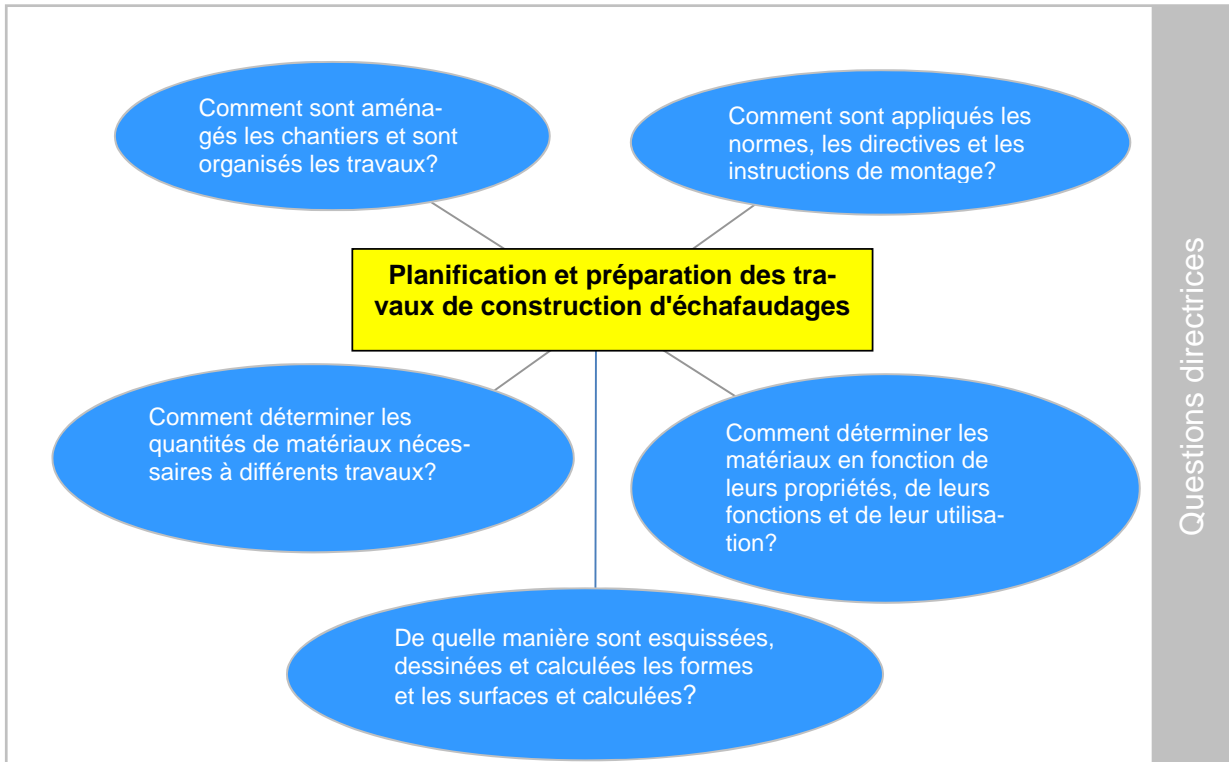 Comment sont aména-
gés les chantiers et sont
organisés les travaux?
Comment sont appliqués les
normes, les directives et les
instructions de montage?
Planification et préparation des tra-
vaux de construction d'échafaudages
Comment déterminer les
quantités de matériaux néces-
saires à différents travaux?
Comment déterminer les
matériaux en fonction de
leurs propriétés, de leurs
fonctions et de leur utilisa-
tion?
De quelle manière sont esquissées,
dessinées et calculées les formes
et les surfaces et calculées?
Questions directrices